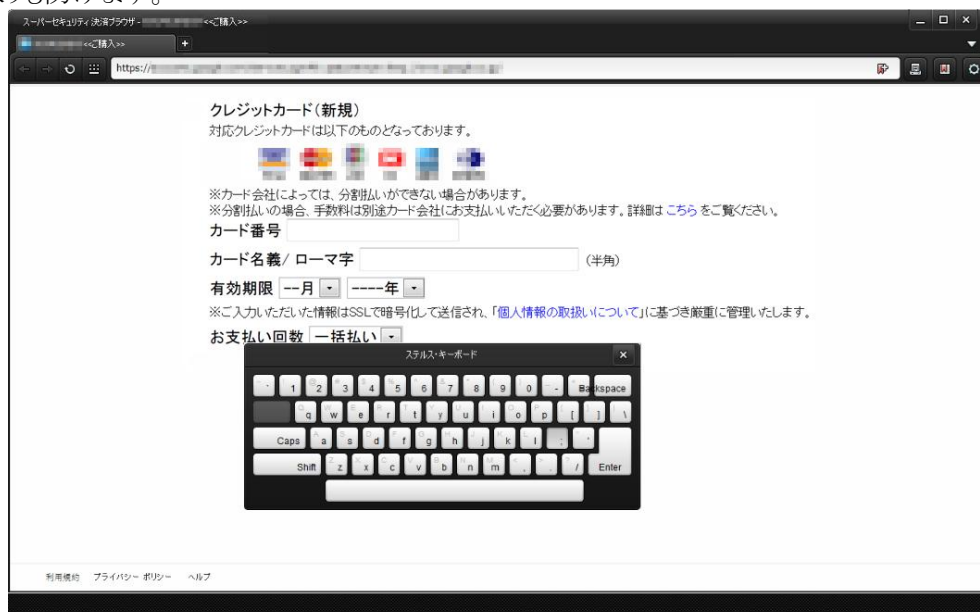 も防げます。
スーパーセキュリティ決済ブラウザ - <<ご購入>>
<<ご購入>> +
https://
クレジットカード（新規）
対応クレジットカードは以下のものとなっております。
※カード会社によっては、分割払いができない場合があります。
※分割払いの場合、手数料は別途カード会社にお支払いいただく必要があります。詳細は こちら をご覧ください。
カード番号
カード名義/ ローマ字 （半角）
有効期限 --月 ----年
※ご入力いただいた情報はSSLで暗号化して送信され、「個人情報の取扱いについて」に基づき厳重に管理いたします。
お支払い回数 一括払い
ステルス・キーボード
1 2 3 4 5 6 7 8 9 0 - Backspace
q w e r t y u i o p [ ] \
Caps a s d f g h j k l ; '
Shift z x c v b n m , . / Enter
利用規約 プライバシー ポリシー ヘルプ